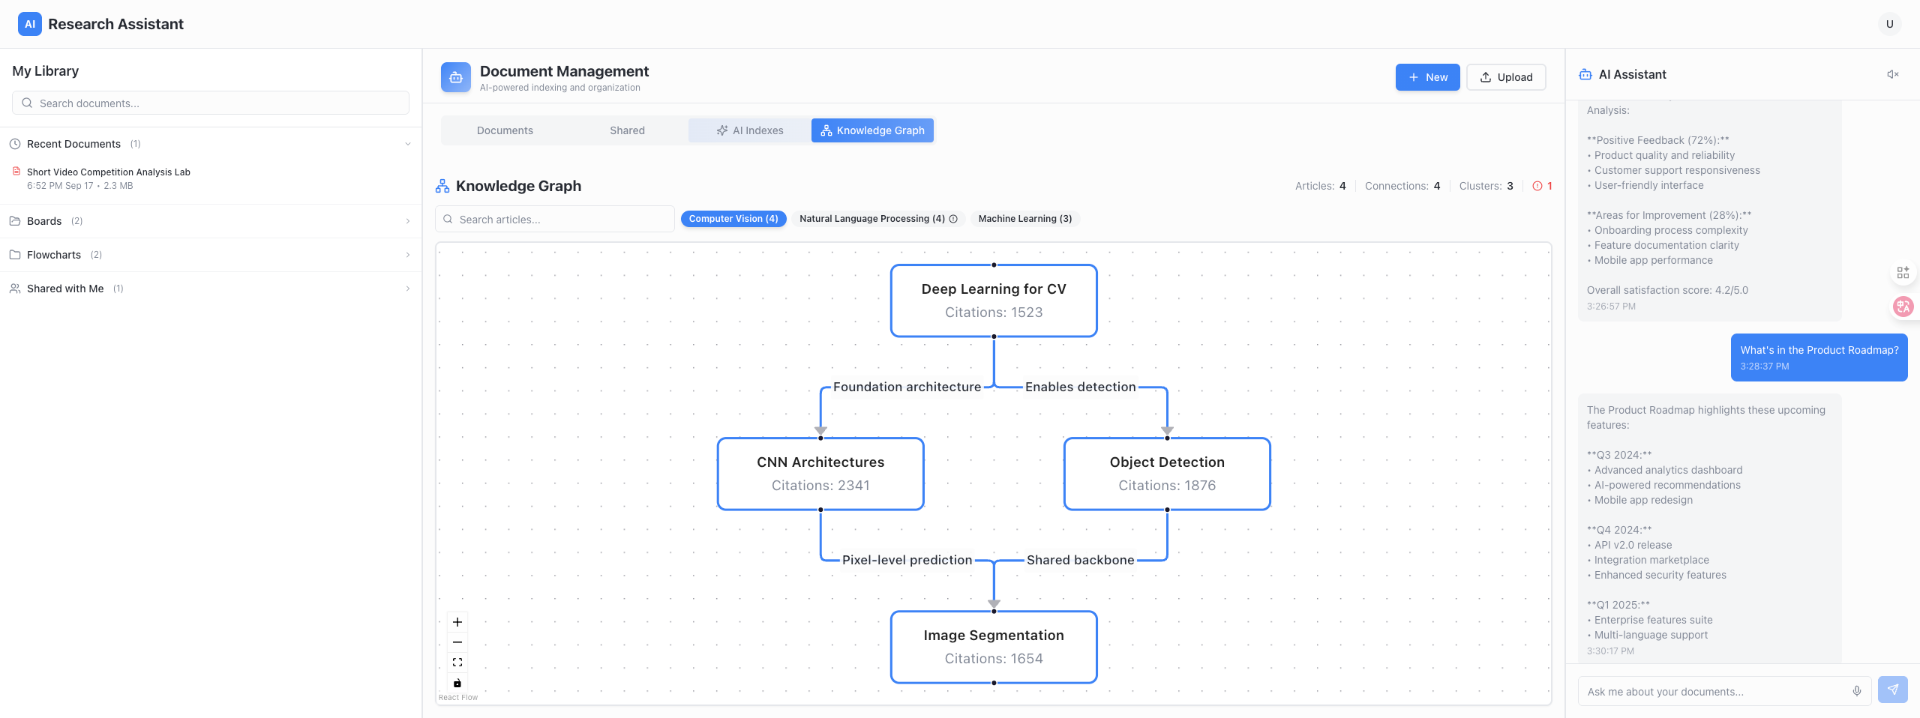 AI Research Assistant
U
My Library
Search documents...
Recent Documents (1)
Short Video Competition Analysis Lab
6:52 PM Sep 17 • 2.3 MB
Boards (2)
Flowcharts (2)
Shared with Me (1)
Document Management
AI-powered indexing and organization
New
Upload
Documents
Shared
AI Indexes
Knowledge Graph
Knowledge Graph
Articles: 4
Connections: 4
Clusters: 3
1
Search articles...
Computer Vision (4)
Natural Language Processing (4)
Machine Learning (3)
Deep Learning for CV
Citations: 1523
Foundation architecture
Enables detection
CNN Architectures
Citations: 2341
Object Detection
Citations: 1876
Pixel-level prediction
Shared backbone
Image Segmentation
Citations: 1654
React Flow
AI Assistant
Analysis:
**Positive Feedback (72%):**
• Product quality and reliability
• Customer support responsiveness
• User-friendly interface
**Areas for Improvement (28%):**
• Onboarding process complexity
• Feature documentation clarity
• Mobile app performance
Overall satisfaction score: 4.2/5.0
3:26:57 PM
What's in the Product Roadmap?
3:28:37 PM
The Product Roadmap highlights these upcoming
features:
**Q3 2024:**
• Advanced analytics dashboard
• AI-powered recommendations
• Mobile app redesign
**Q4 2024:**
• API v2.0 release
• Integration marketplace
• Enhanced security features
**Q1 2025:**
• Enterprise features suite
• Multi-language support
3:30:17 PM
Ask me about your documents...